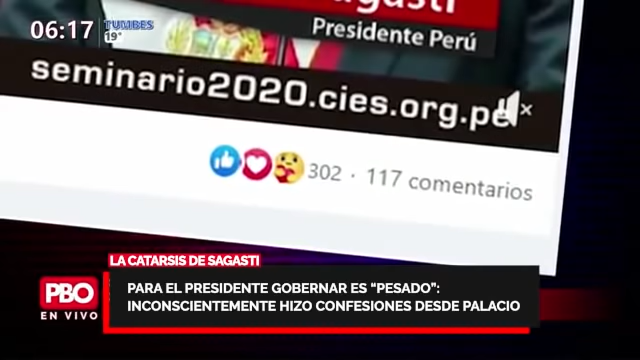 06:17
TUMBES
19°
Presidente Perú
seminario2020.cies.org.pe
302 · 117 comentarios
LA CATARSIS DE SAGASTI
PBO
EN VIVO
PARA EL PRESIDENTE GOBERNAR ES “PESADO”:
INCONSCIENTEMENTE HIZO CONFESIONES DESDE PALACIO